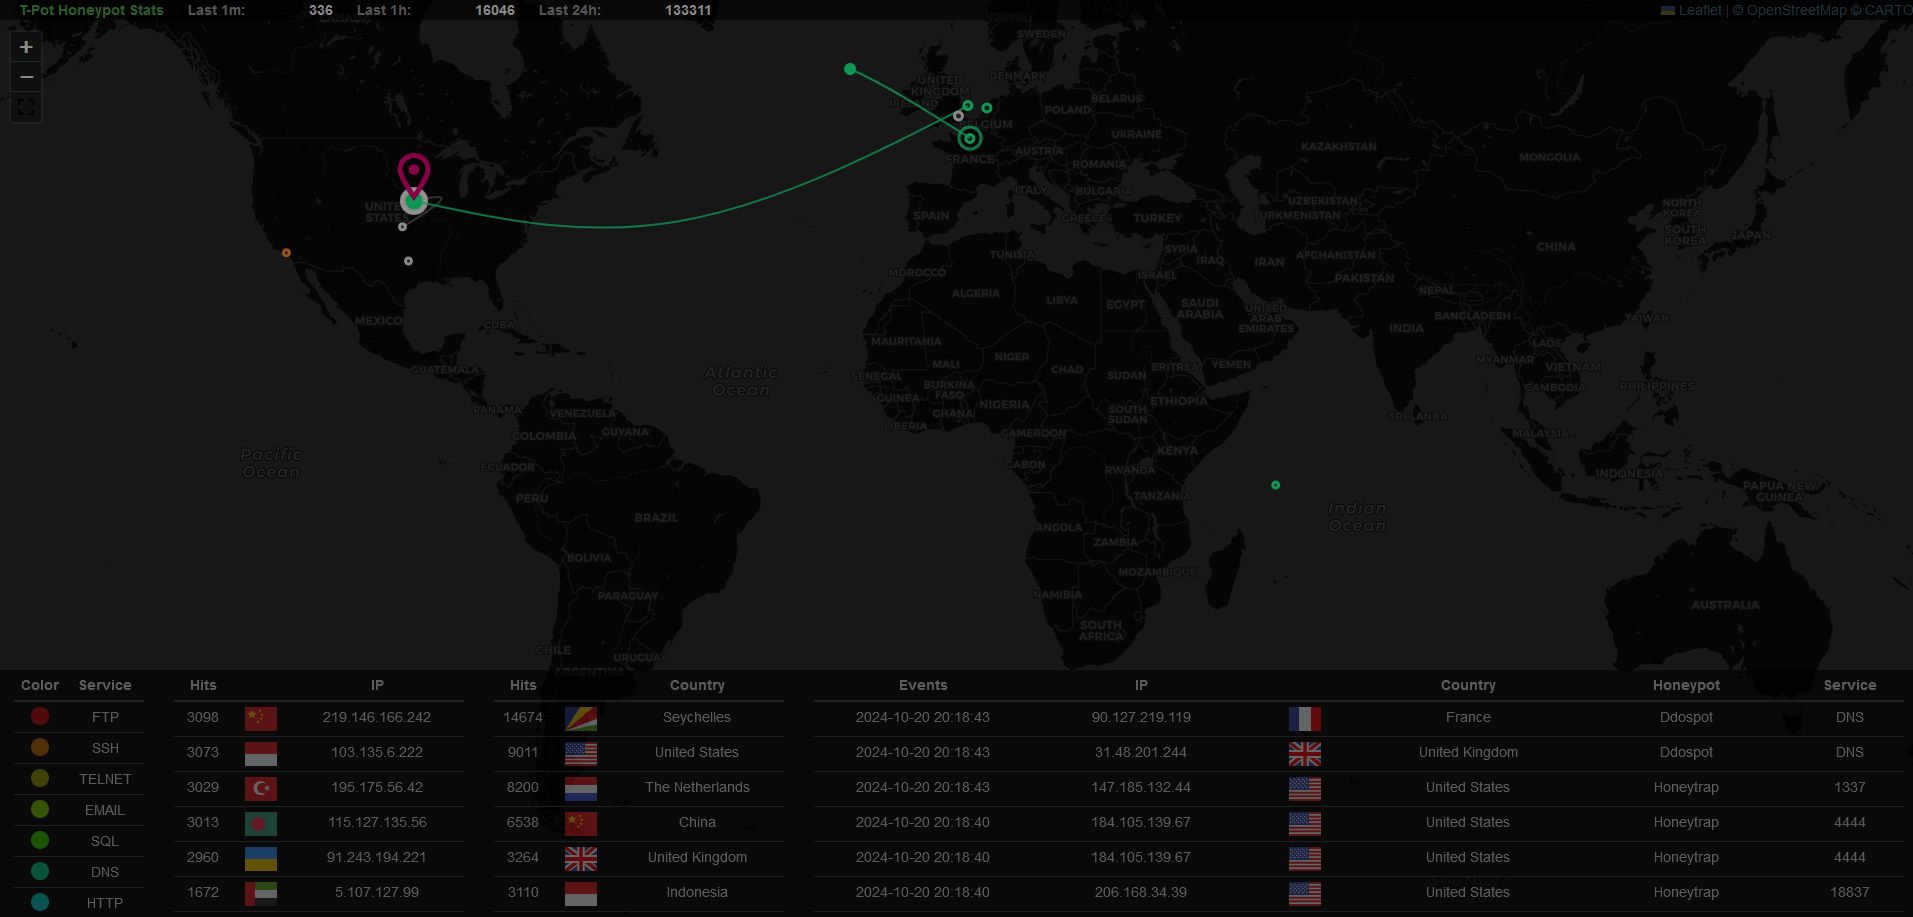 T-Pot Honeypot Stats Last 1m: 336 Last 1h: 16046 Last 24h: 133311
Leaflet | © OpenStreetMap © CARTO
+
−
CANADA
NORWAY
SWEDEN
UNITED
KINGDOM
DENMARK
IRELAND
BELARUS
POLAND
BELGIUM
UKRAINE
AUSTRIA
FRANCE
ROMANIA
KAZAKHSTAN
MONGOLIA
ITALY
BULGARIA
UNITED
STATES
SPAIN
GREECE
TURKEY
UZBEKISTAN
TURKMENISTAN
NORTH
KOREA
SOUTH
KOREA
JAPAN
TUNISIA
SYRIA
IRAQ
IRAN
AFGHANISTAN
CHINA
MOROCCO
ISRAEL
PAKISTAN
ALGERIA
LIBYA
EGYPT
SAUDI
ARABIA
UNITED
ARAB
EMIRATES
NEPAL
BANGLADESH
INDIA
TAIWAN
MEXICO
CUBA
MAURITANIA
MALI
NIGER
CHAD
SUDAN
ERITREA
YEMEN
LAOS
MYANMAR
VIETNAM
GUATEMALA
Atlantic
Ocean
SENEGAL
BURKINA
FASO
GUINEA
GHANA
NIGERIA
SOUTH
SUDAN
ETHIOPIA
CAMBODIA
PHILIPPINES
PANAMA
VENEZUELA
LIBERIA
CAMEROON
SRI LANKA
COLOMBIA
GUYANA
MALAYSIA
Pacific
Ocean
ECUADOR
GABON
KENYA
RWANDA
INDONESIA
PERU
BRAZIL
TANZANIA
PAPUA NEW
GUINEA
Indian
Ocean
ANGOLA
ZAMBIA
BOLIVIA
MOZAMBIQUE
PARAGUAY
NAMIBIA
AUSTRALIA
SOUTH
AFRICA
CHILE
URUGUAY
ARGENTINA
Color Service Hits IP Hits Country Events IP Country Honeypot Service
FTP 3098 219.146.166.242 14674 Seychelles 2024-10-20 20:18:43 90.127.219.119 France Ddospot DNS
SSH 3073 103.135.6.222 9011 United States 2024-10-20 20:18:43 31.48.201.244 United Kingdom Ddospot DNS
TELNET 3029 195.175.56.42 8200 The Netherlands 2024-10-20 20:18:43 147.185.132.44 United States Honeytrap 1337
EMAIL 3013 115.127.135.56 6538 China 2024-10-20 20:18:40 184.105.139.67 United States Honeytrap 4444
SQL 2960 91.243.194.221 3264 United Kingdom 2024-10-20 20:18:40 184.105.139.67 United States Honeytrap 4444
DNS 1672 5.107.127.99 3110 Indonesia 2024-10-20 20:18:40 206.168.34.39 United States Honeytrap 18837
HTTP